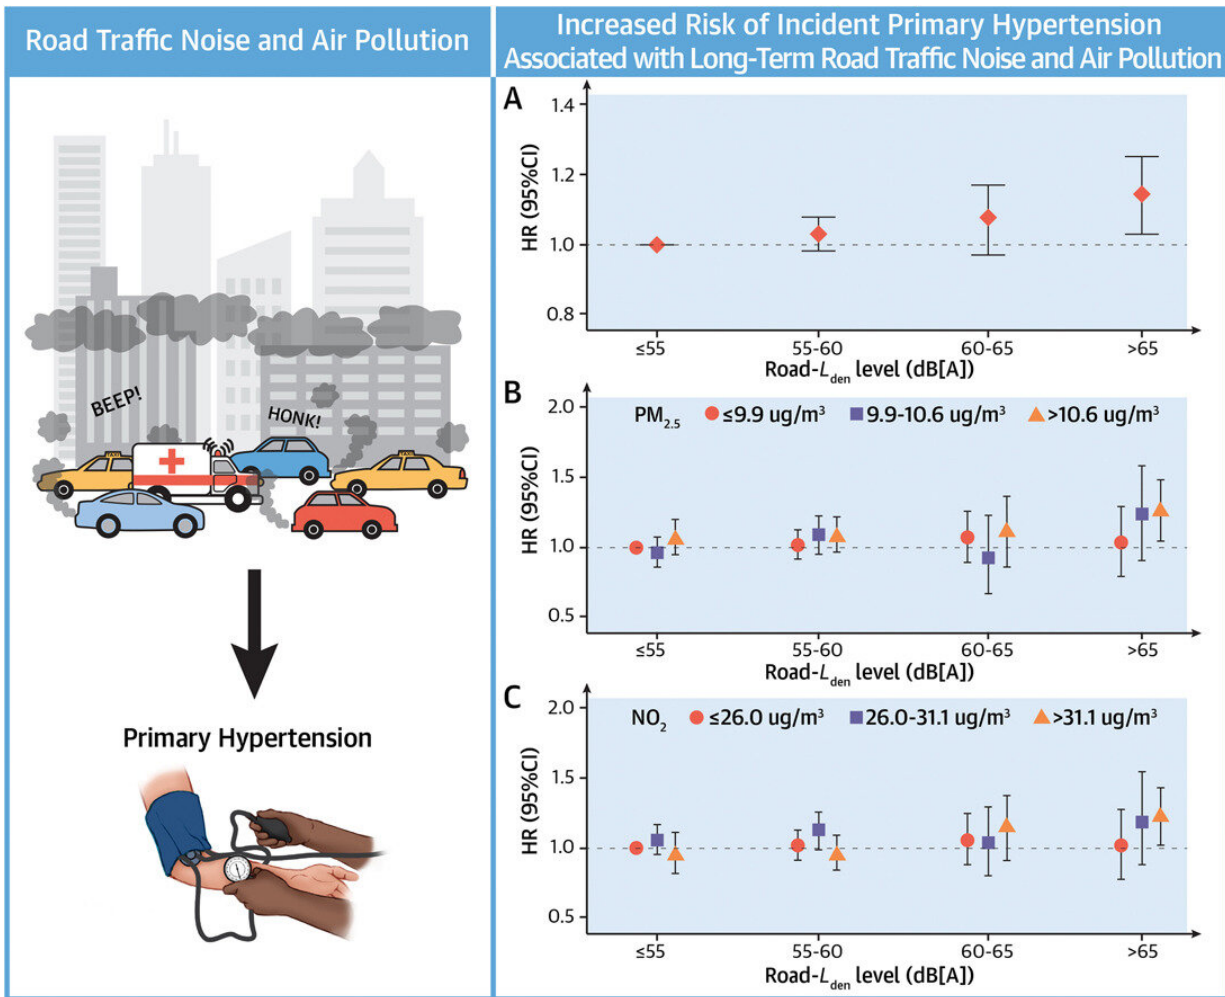 Road Traffic Noise and Air Pollution
BEEP!
HONK!
Primary Hypertension
Increased Risk of Incident Primary Hypertension
Associated with Long-Term Road Traffic Noise and Air Pollution
A
HR (95%CI)
1.4
1.2
1.0
0.8
≤55
55-60
60-65
>65
Road-Lden level (dB[A])
B
PM2.5
≤9.9 ug/m³
9.9-10.6 ug/m³
>10.6 ug/m³
HR (95%CI)
2.0
1.5
1.0
0.5
≤55
55-60
60-65
>65
Road-Lden level (dB[A])
C
NO2
≤26.0 ug/m³
26.0-31.1 ug/m³
>31.1 ug/m³
HR (95%CI)
2.0
1.5
1.0
0.5
≤55
55-60
60-65
>65
Road-Lden level (dB[A])